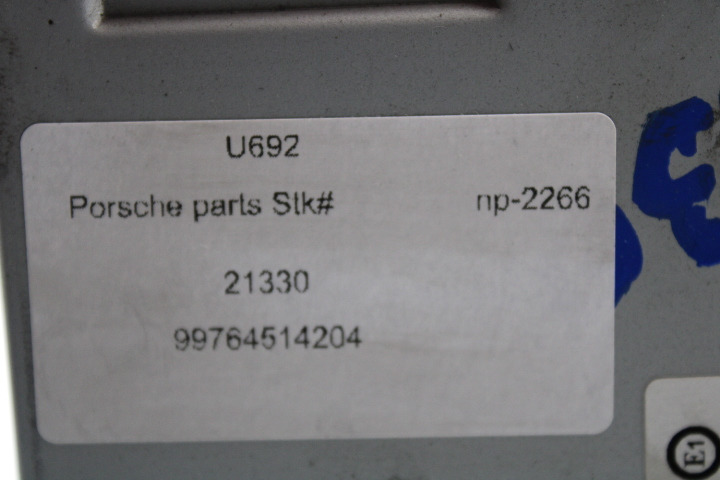 U692
Porsche parts Stk# np-2266
21330
99764514204
E1